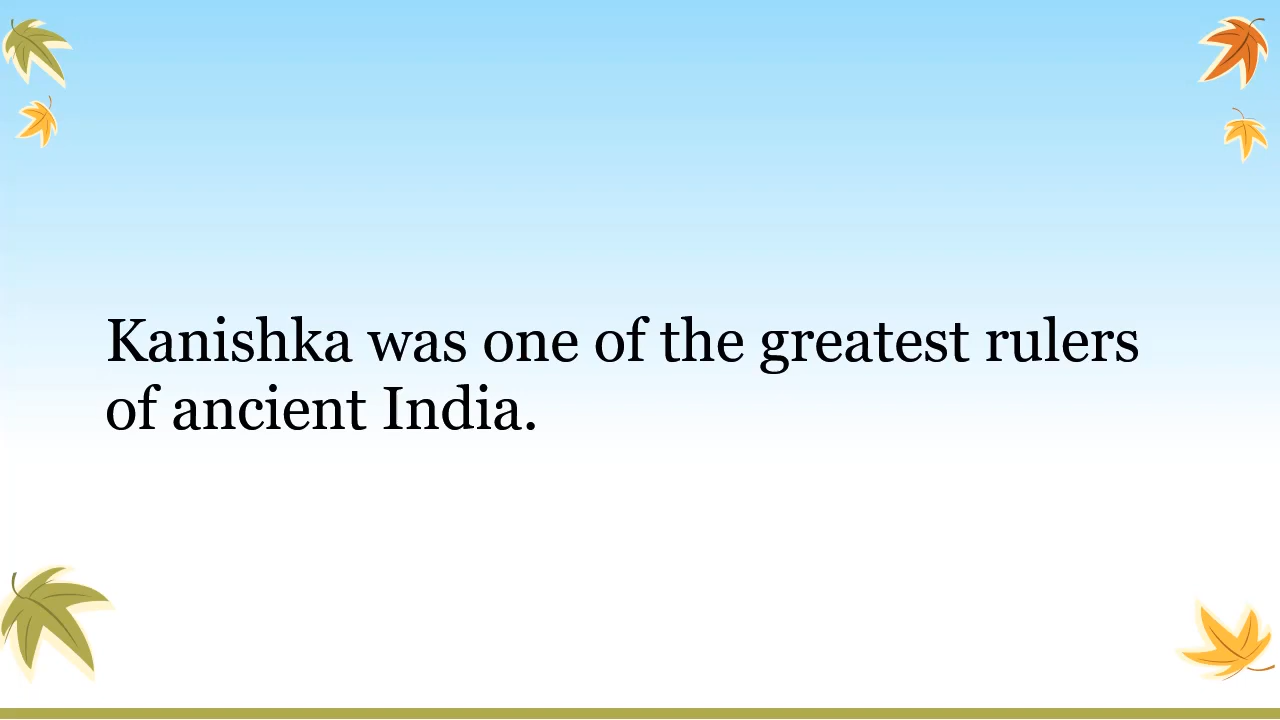 Kanishka was one of the greatest rulers
of ancient India.